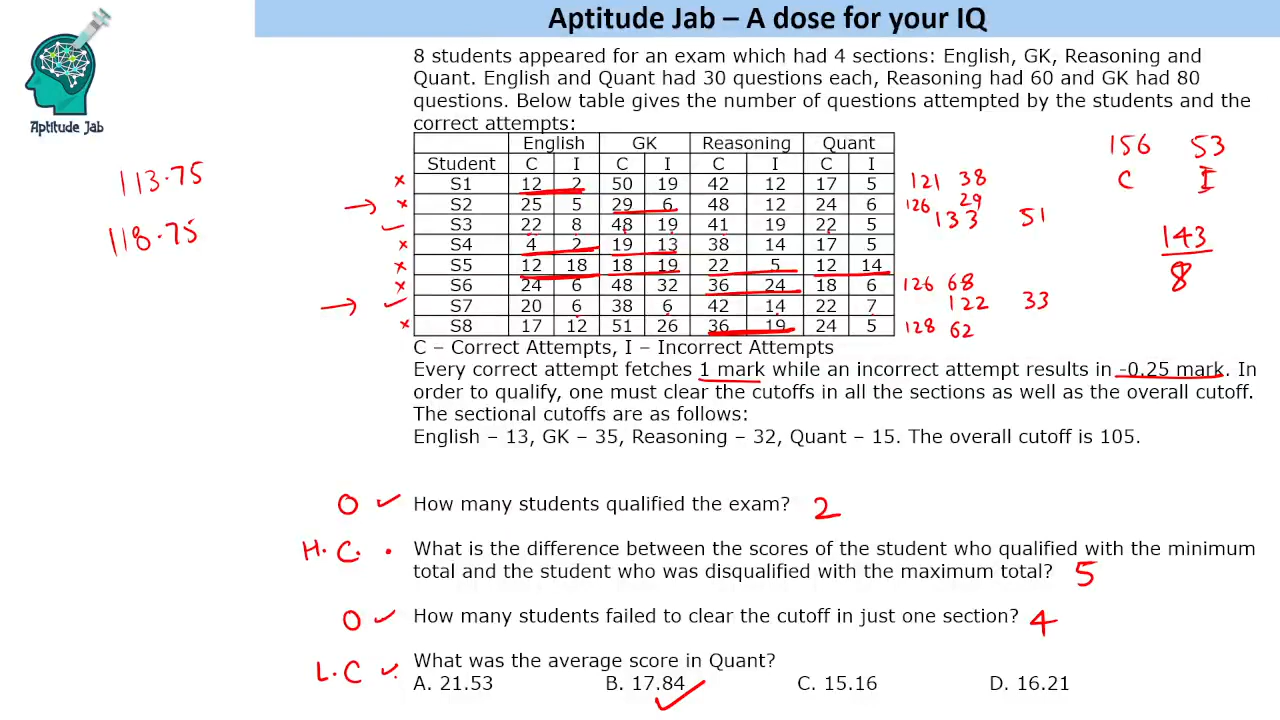 Aptitude Jab – A dose for your IQ
Aptitude Jab
8 students appeared for an exam which had 4 sections: English, GK, Reasoning and
Quant. English and Quant had 30 questions each, Reasoning had 60 and GK had 80
questions. Below table gives the number of questions attempted by the students and the
correct attempts:
English GK Reasoning Quant
Student C I C I C I C I
S1 12 2 50 19 42 12 17 5 121 38
S2 25 5 29 6 48 12 24 6 126 29
S3 22 8 48 19 41 19 22 5 133 51
S4 4 2 19 13 38 14 17 5
S5 12 18 18 19 22 5 12 14
S6 24 6 48 32 36 24 18 6 126 68
S7 20 6 38 6 42 14 22 7 122 33
S8 17 12 51 26 36 19 24 5 128 62
113.75
118.75
156 53
C I
143
8
C – Correct Attempts, I – Incorrect Attempts
Every correct attempt fetches 1 mark while an incorrect attempt results in -0.25 mark. In
order to qualify, one must clear the cutoffs in all the sections as well as the overall cutoff.
The sectional cutoffs are as follows:
English – 13, GK – 35, Reasoning – 32, Quant – 15. The overall cutoff is 105.
O How many students qualified the exam? 2
H.C. What is the difference between the scores of the student who qualified with the minimum
total and the student who was disqualified with the maximum total? 5
O How many students failed to clear the cutoff in just one section? 4
L.C What was the average score in Quant?
A. 21.53 B. 17.84 C. 15.16 D. 16.21